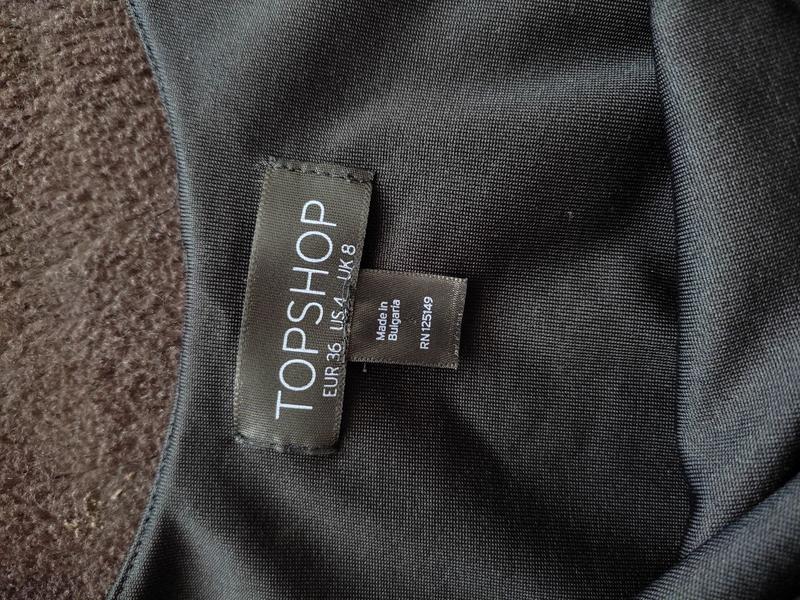 TOPSHOP
EUR 36 US 4 UK 8
Made in
Bulgaria
RN 125149